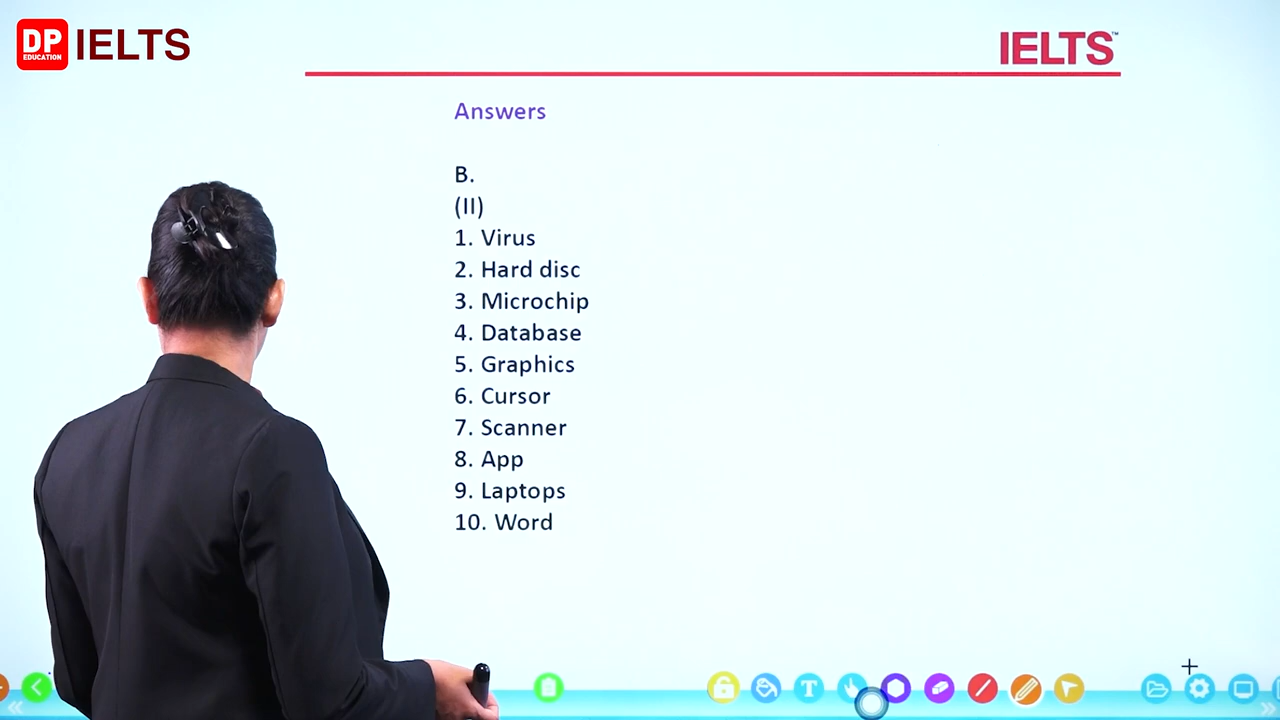 DP
EDUCATION
IELTS
IELTS™
Answers
B.
(II)
1. Virus
2. Hard disc
3. Microchip
4. Database
5. Graphics
6. Cursor
7. Scanner
8. App
9. Laptops
10. Word
T